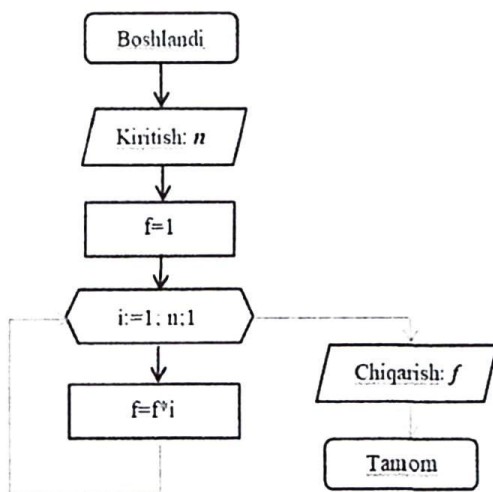 Boshlandi
Kiritish: n
f=1
i:=1; n;1
f=f*i
Chiqarish: f
Tamom